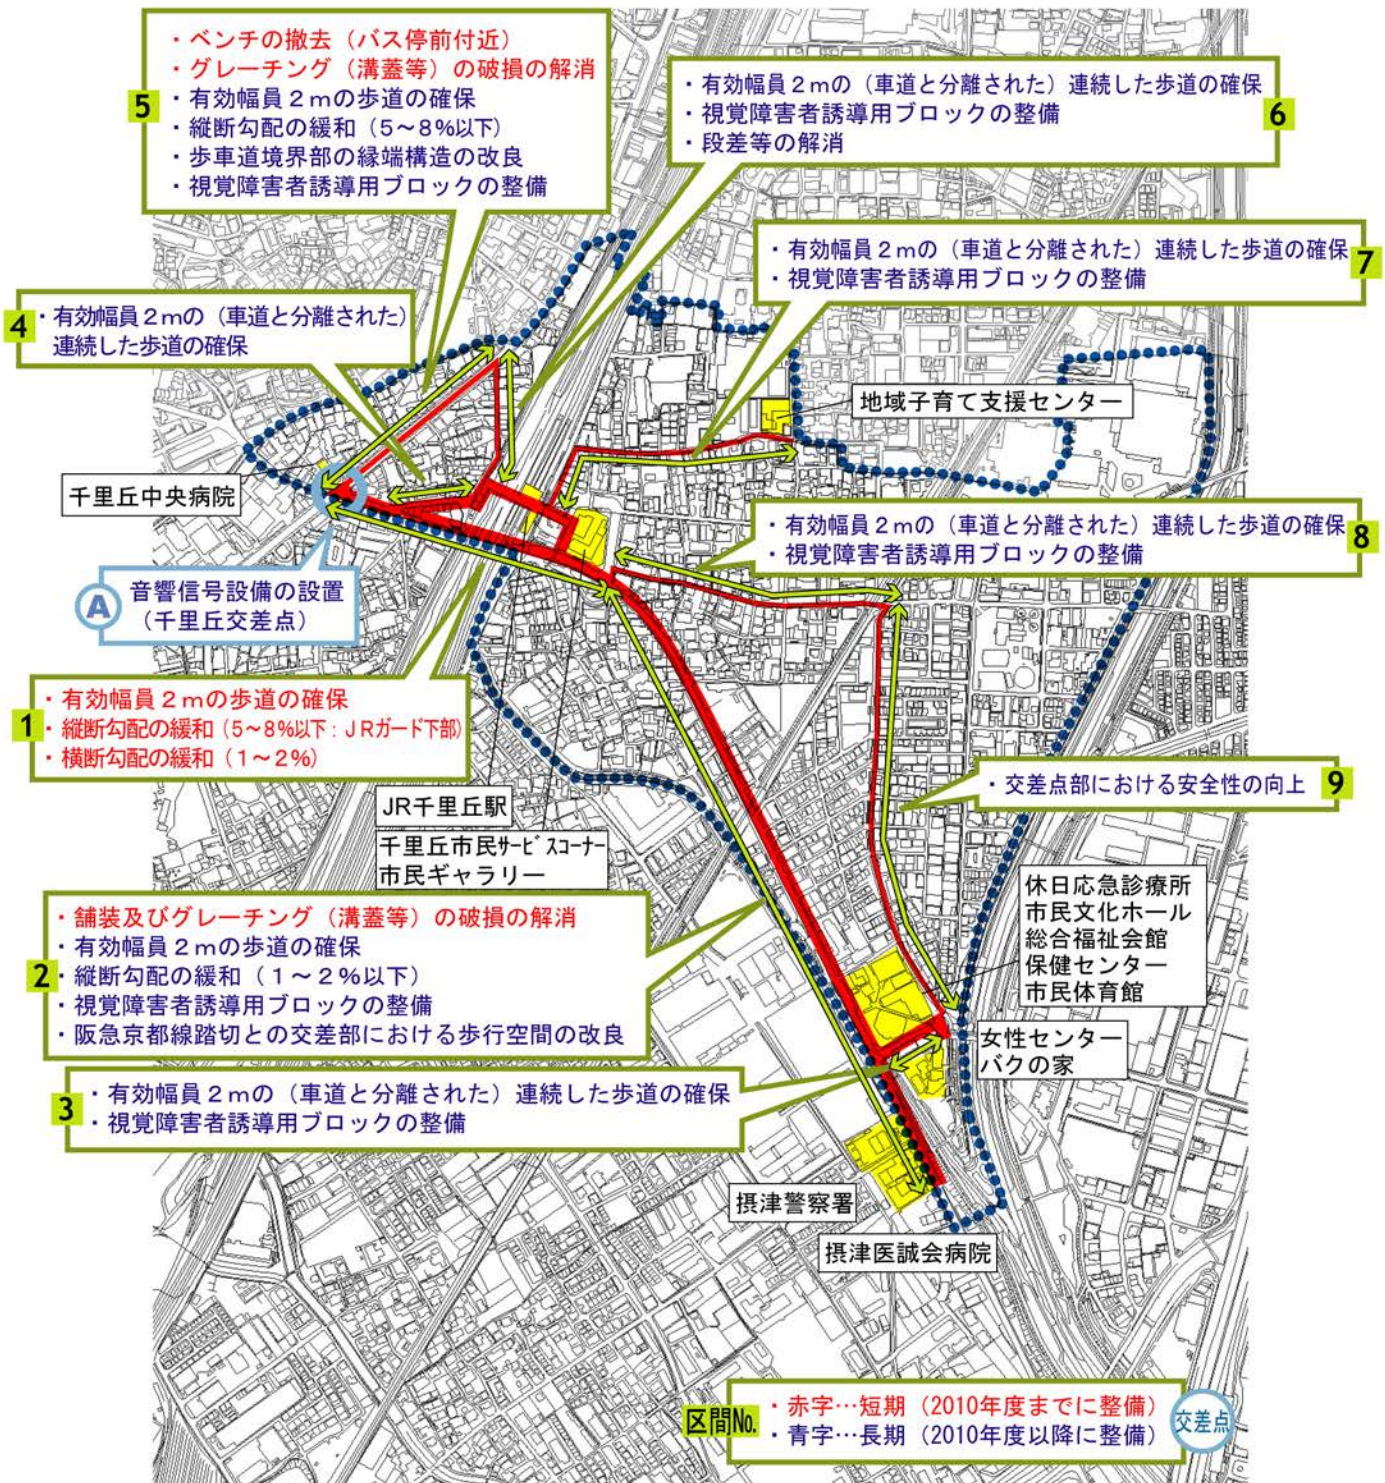 5
・ベンチの撤去（バス停前付近）
・グレーチング（溝蓋等）の破損の解消
・有効幅員２ｍの歩道の確保
・縦断勾配の緩和（5～8％以下）
・歩車道境界部の縁端構造の改良
・視覚障害者誘導用ブロックの整備
6
・有効幅員２ｍの（車道と分離された）連続した歩道の確保
・視覚障害者誘導用ブロックの整備
・段差等の解消
7
・有効幅員２ｍの（車道と分離された）連続した歩道の確保
・視覚障害者誘導用ブロックの整備
4
・有効幅員２ｍの（車道と分離された）
連続した歩道の確保
地域子育て支援センター
千里丘中央病院
8
・有効幅員２ｍの（車道と分離された）連続した歩道の確保
・視覚障害者誘導用ブロックの整備
A
音響信号設備の設置
（千里丘交差点）
1
・有効幅員２ｍの歩道の確保
・縦断勾配の緩和（5～8％以下：ＪＲガード下部）
・横断勾配の緩和（1～2％）
9
・交差点部における安全性の向上
JR千里丘駅
千里丘市民サービスコーナー
市民ギャラリー
休日応急診療所
市民文化ホール
総合福祉会館
保健センター
市民体育館
2
・舗装及びグレーチング（溝蓋等）の破損の解消
・有効幅員２ｍの歩道の確保
・縦断勾配の緩和（１～２％以下）
・視覚障害者誘導用ブロックの整備
・阪急京都線踏切との交差部における歩行空間の改良
女性センター
バクの家
3
・有効幅員２ｍの（車道と分離された）連続した歩道の確保
・視覚障害者誘導用ブロックの整備
摂津警察署
摂津医誠会病院
区間No.
・赤字…短期（2010年度までに整備）
・青字…長期（2010年度以降に整備）
交差点